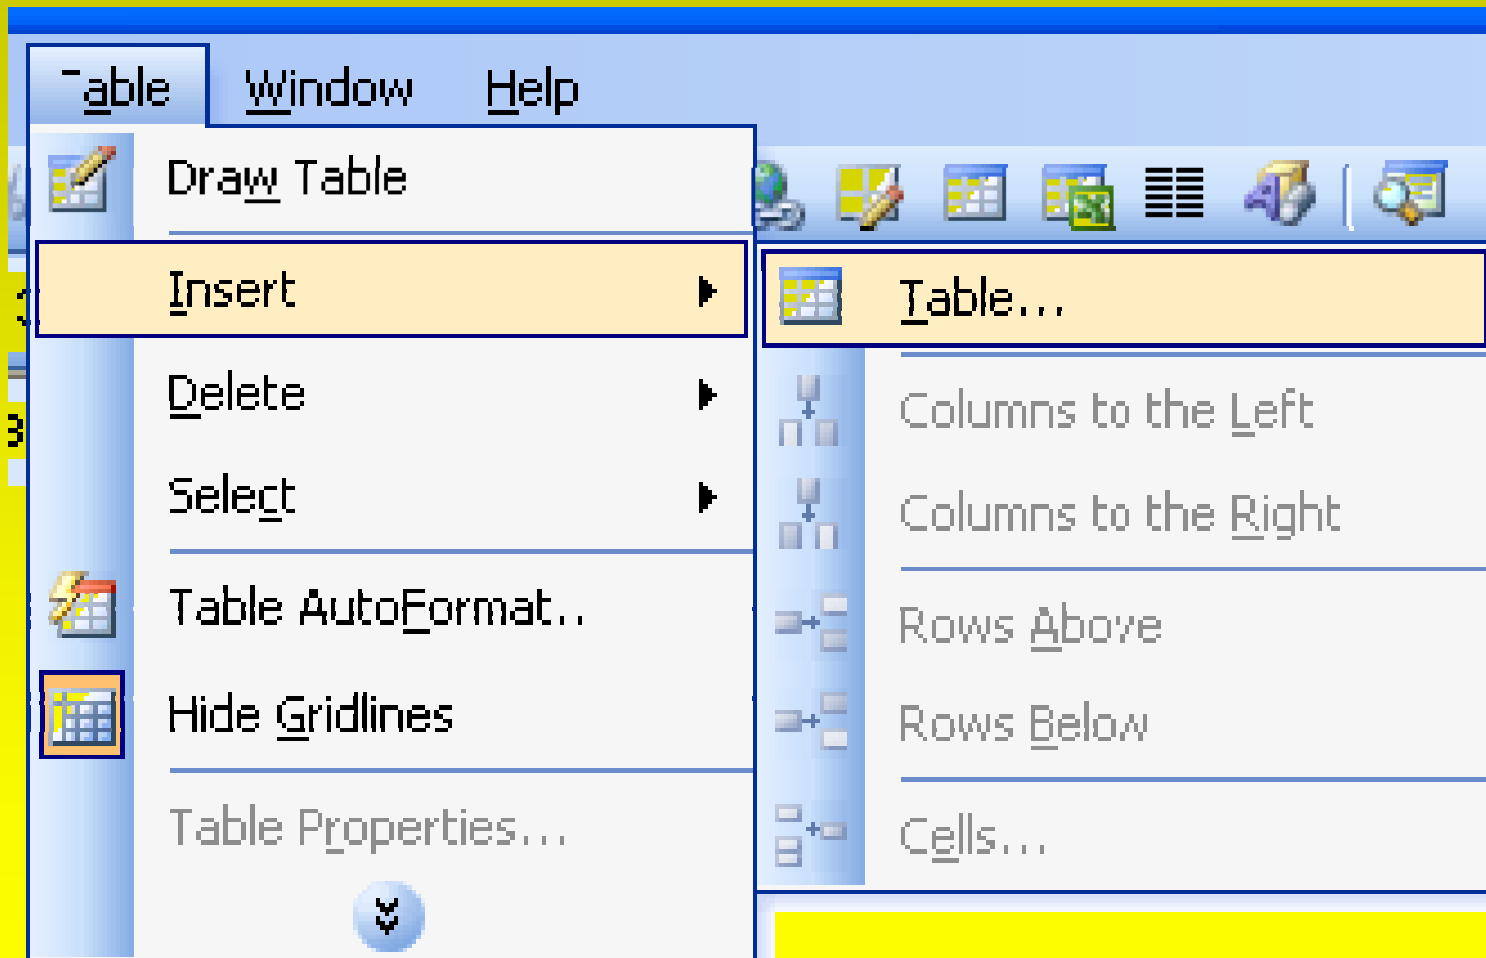 Table Window Help
Draw Table
Insert
Delete
Select
Table AutoFormat..
Hide Gridlines
Table Properties...
Table...
Columns to the Left
Columns to the Right
Rows Above
Rows Below
Cells...